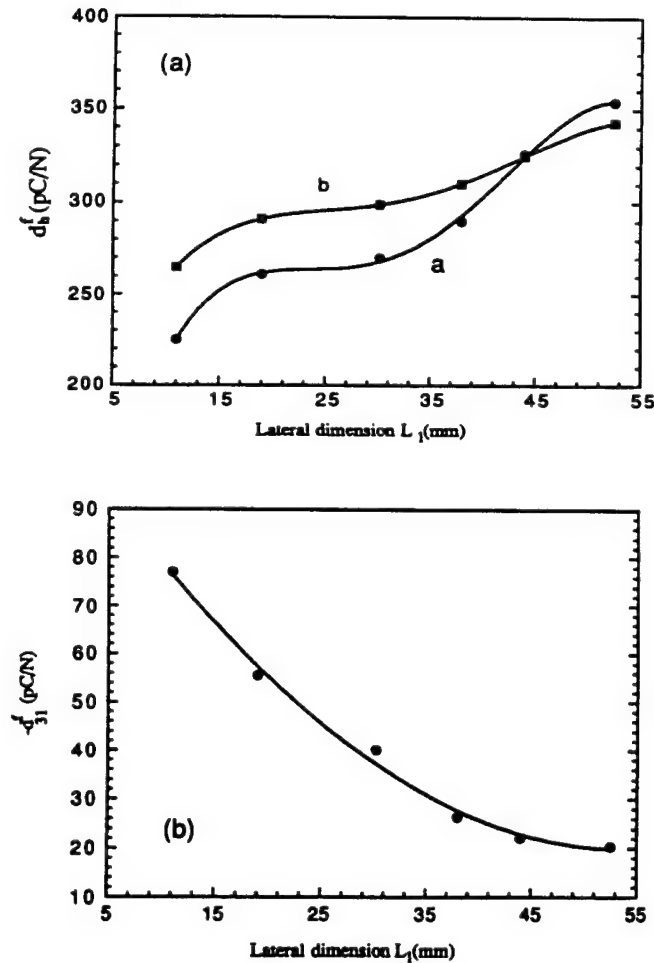 400
(a)
350
300
250
200
d_h^f (pC/N)
b
a
5 15 25 35 45 55
Lateral dimension L_1(mm)
90
80
70
60
50
40
30
20
10
-d_31^f (pC/N)
(b)
5 15 25 35 45 55
Lateral dimension L_1(mm)